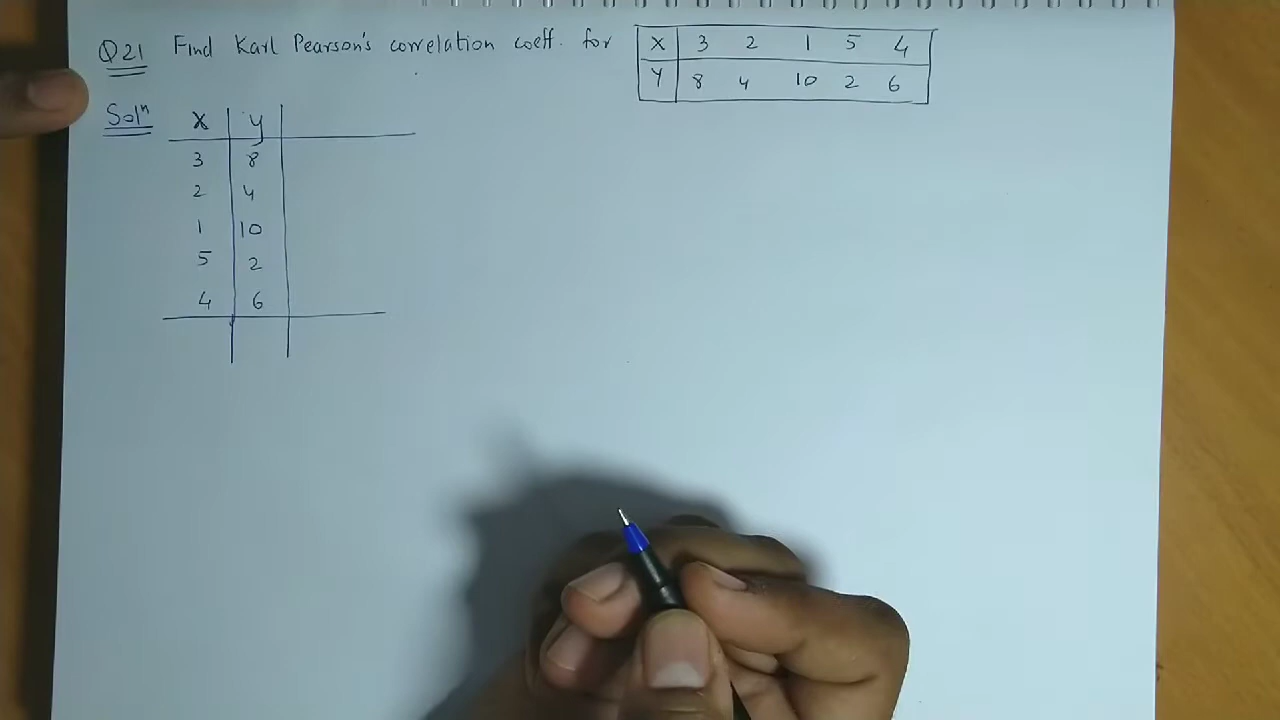 Q21 Find Karl Pearson's correlation coeff. for
X 3 2 1 5 4
Y 8 4 10 2 6
Solⁿ
X y
3 8
2 4
1 10
5 2
4 6